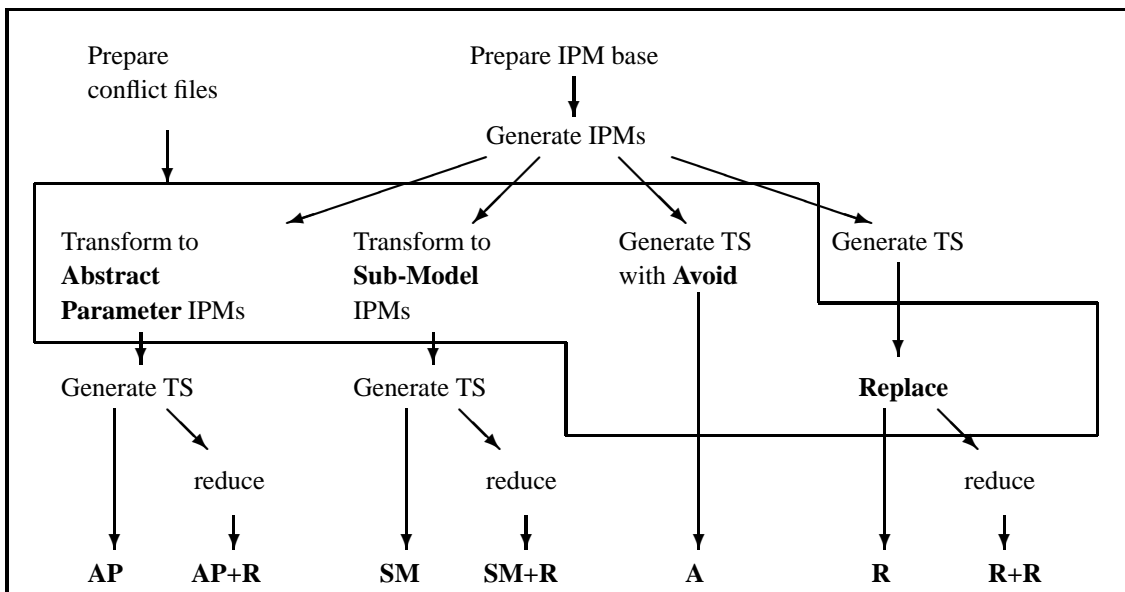 Prepare
conflict files
Prepare IPM base
Generate IPMs
Transform to
Abstract
Parameter IPMs
Transform to
Sub-Model
IPMs
Generate TS
with Avoid
Generate TS
Generate TS
Generate TS
Replace
reduce
reduce
reduce
AP
AP+R
SM
SM+R
A
R
R+R